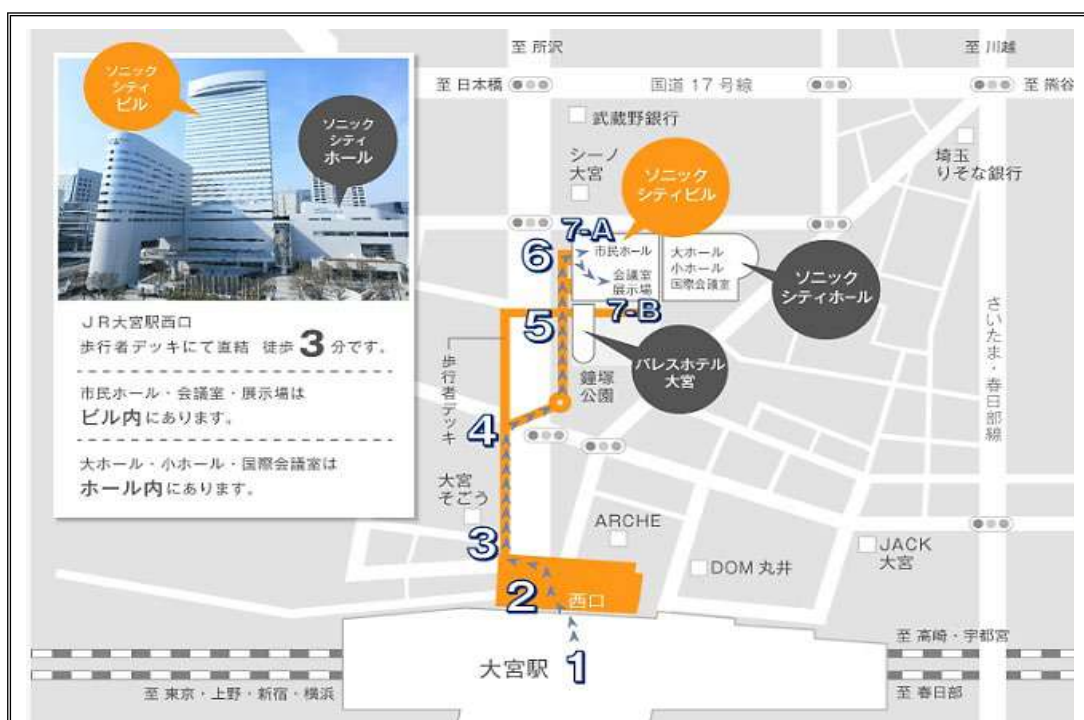 ソニック
シティ
ビル
ソニック
シティ
ホール
JR大宮駅西口
歩行者デッキにて直結 徒歩 3 分です。
市民ホール・会議室・展示場は
ビル内にあります。
大ホール・小ホール・国際会議室は
ホール内にあります。
至 所沢
至 川越
至 日本橋
国道 17 号線
至 熊谷
武蔵野銀行
シーノ
大宮
ソニック
シティビル
埼玉
りそな銀行
7-A
6
市民ホール
会議室
展示場
大ホール
小ホール
国際会議室
ソニック
シティホール
7-B
5
パレスホテル
大宮
鐘塚
公園
歩行者デッキ
さいたま・春日部線
4
大宮
そごう
3
ARCHE
DOM 丸井
JACK
大宮
2
西口
1
大宮駅
至 高崎・宇都宮
至 東京・上野・新宿・横浜
至 春日部